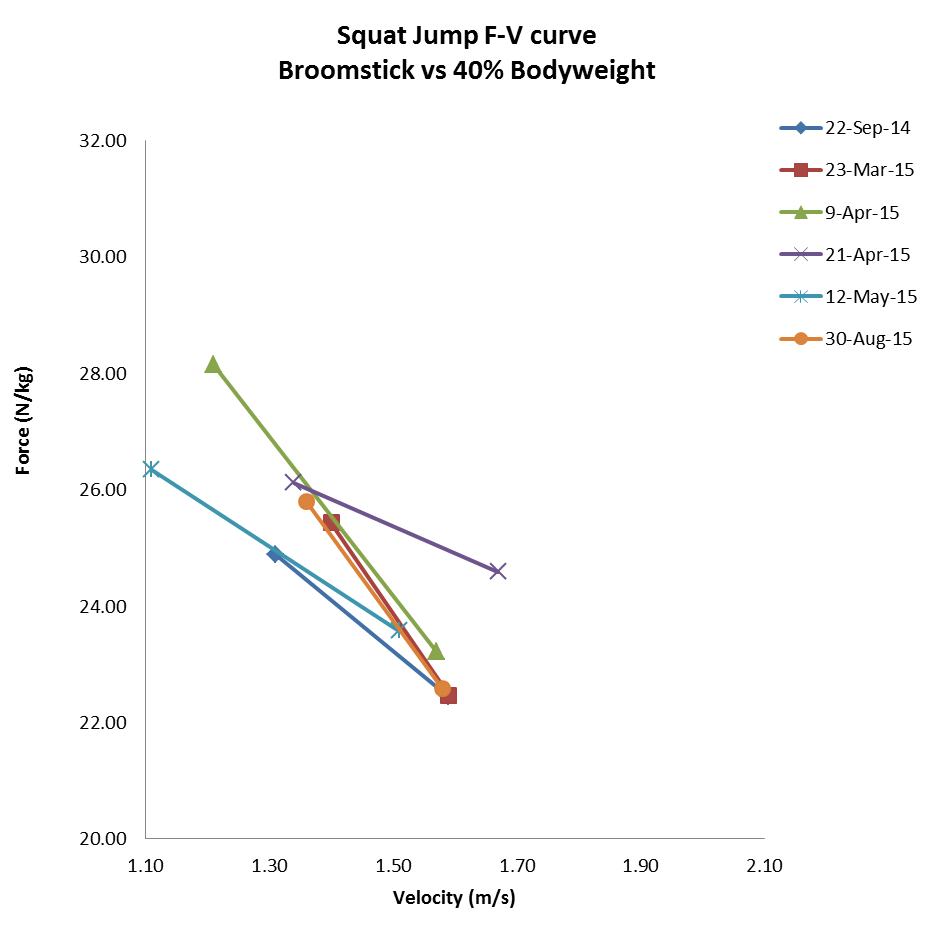 Squat Jump F-V curve
Broomstick vs 40% Bodyweight
22-Sep-14
23-Mar-15
9-Apr-15
21-Apr-15
12-May-15
30-Aug-15
Force (N/kg)
32.00
30.00
28.00
26.00
24.00
22.00
20.00
1.10 1.30 1.50 1.70 1.90 2.10
Velocity (m/s)